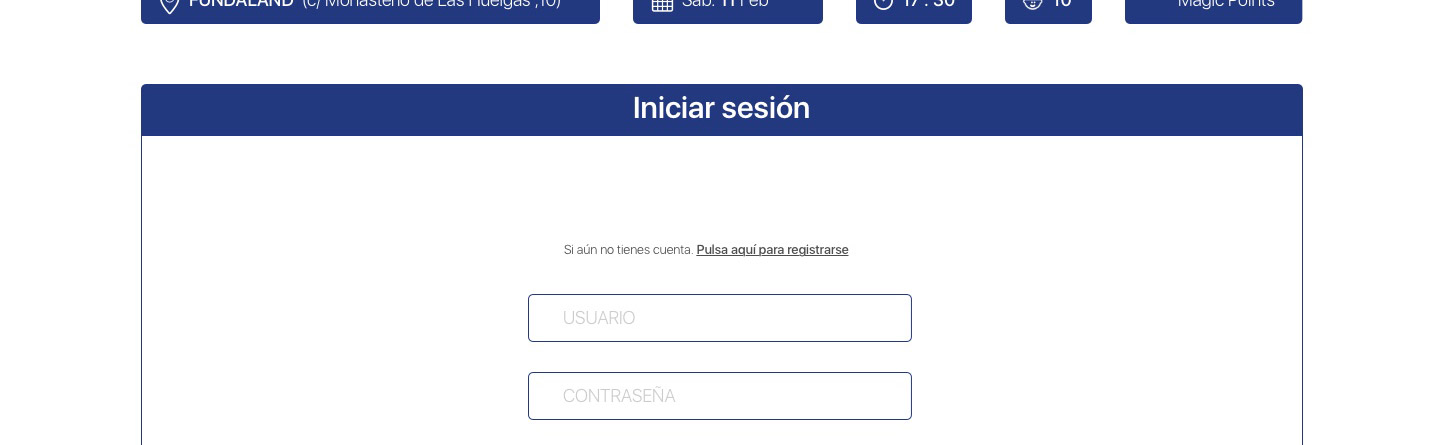 FUNDALAND (c/ Monasterio de Las Huelgas ,10)
Sáb. 11 Feb
17 : 30
10
Magic Points
Iniciar sesión
Si aún no tienes cuenta. Pulsa aquí para registrarse
USUARIO
CONTRASEÑA